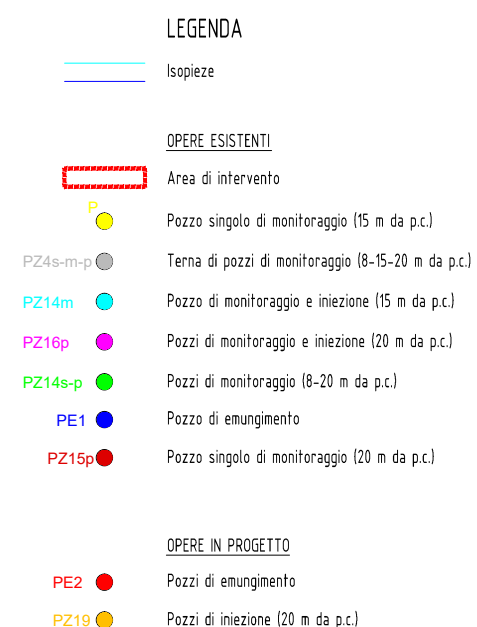 LEGENDA
Isopieze
OPERE ESISTENTI
Area di intervento
P
Pozzo singolo di monitoraggio (15 m da p.c.)
PZ4s-m-p Terna di pozzi di monitoraggio (8-15-20 m da p.c.)
PZ14m Pozzo di monitoraggio e iniezione (15 m da p.c.)
PZ16p Pozzi di monitoraggio e iniezione (20 m da p.c.)
PZ14s-p Pozzi di monitoraggio (8-20 m da p.c.)
PE1 Pozzo di emungimento
PZ15p Pozzo singolo di monitoraggio (20 m da p.c.)
OPERE IN PROGETTO
PE2 Pozzi di emungimento
PZ19 Pozzi di iniezione (20 m da p.c.)